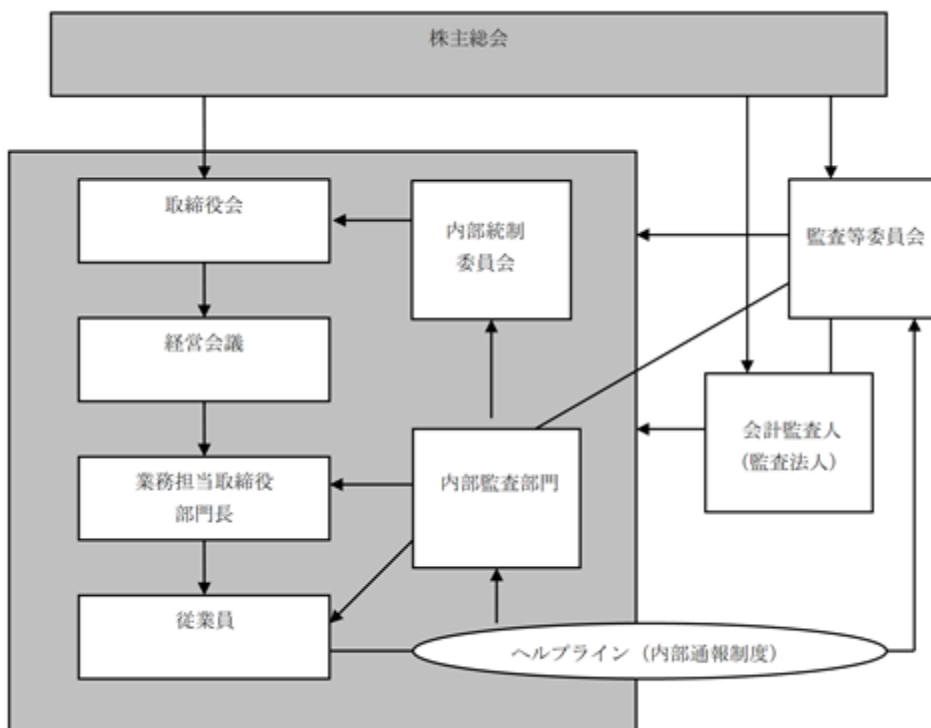 株主総会
取締役会
内部統制
委員会
監査等委員会
経営会議
会計監査人
（監査法人）
業務担当取締役
部門長
内部監査部門
従業員
ヘルプライン（内部通報制度）